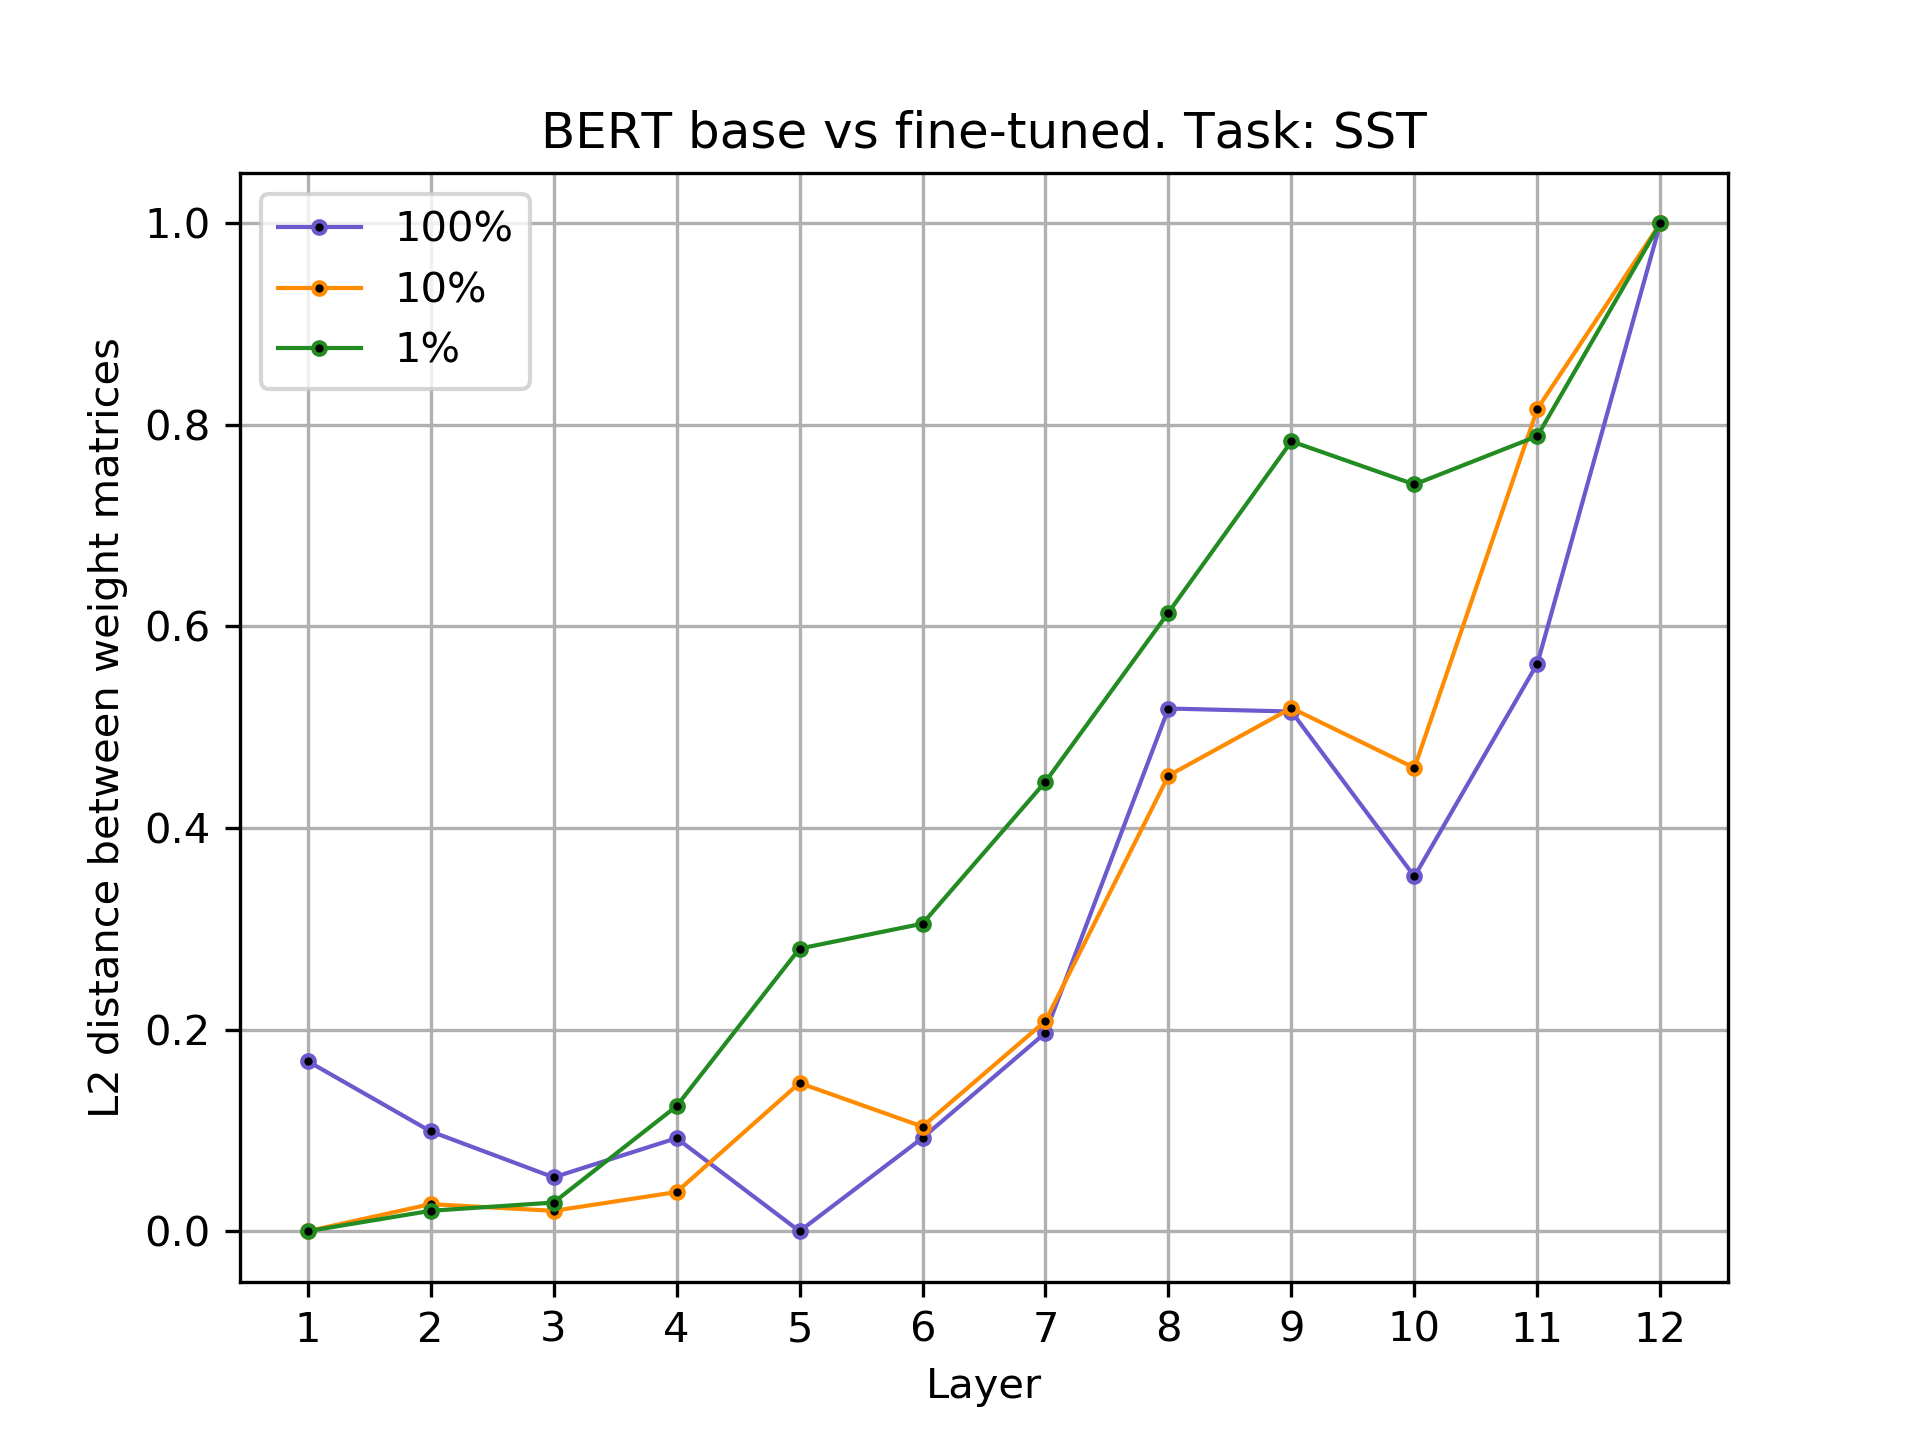 BERT base vs fine-tuned. Task: SST
100%
10%
1%
1.0
0.8
0.6
0.4
0.2
0.0
L2 distance between weight matrices
1 2 3 4 5 6 7 8 9 10 11 12
Layer